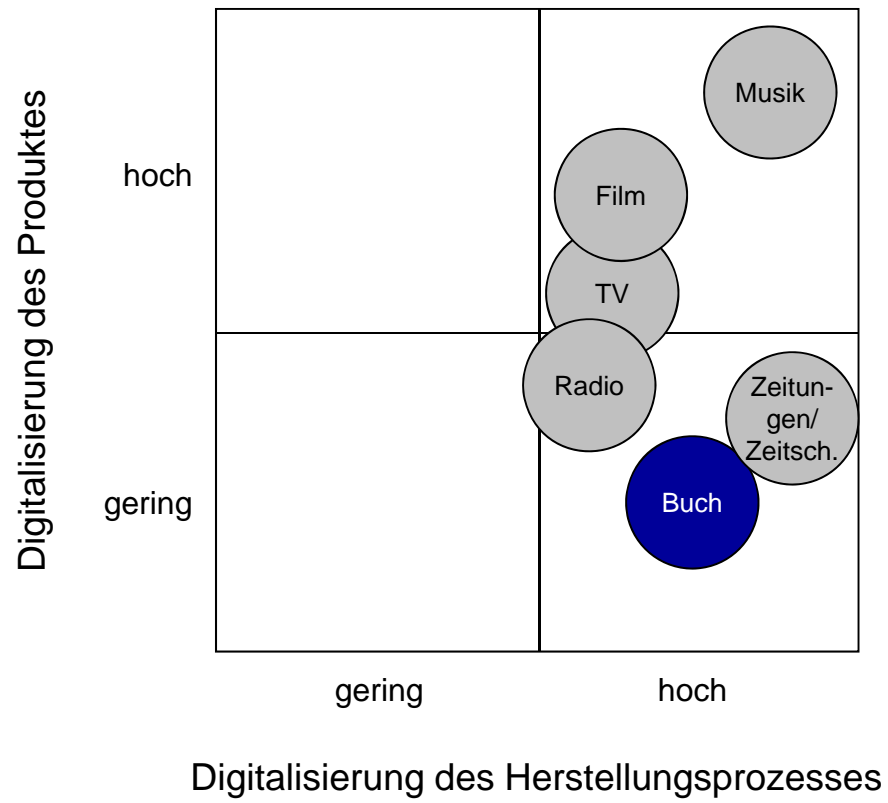 Digitalisierung des Produktes
hoch
gering
Musik
Film
TV
Radio
Zeitun-
gen/
Zeitsch.
Buch
gering
hoch
Digitalisierung des Herstellungsprozesses